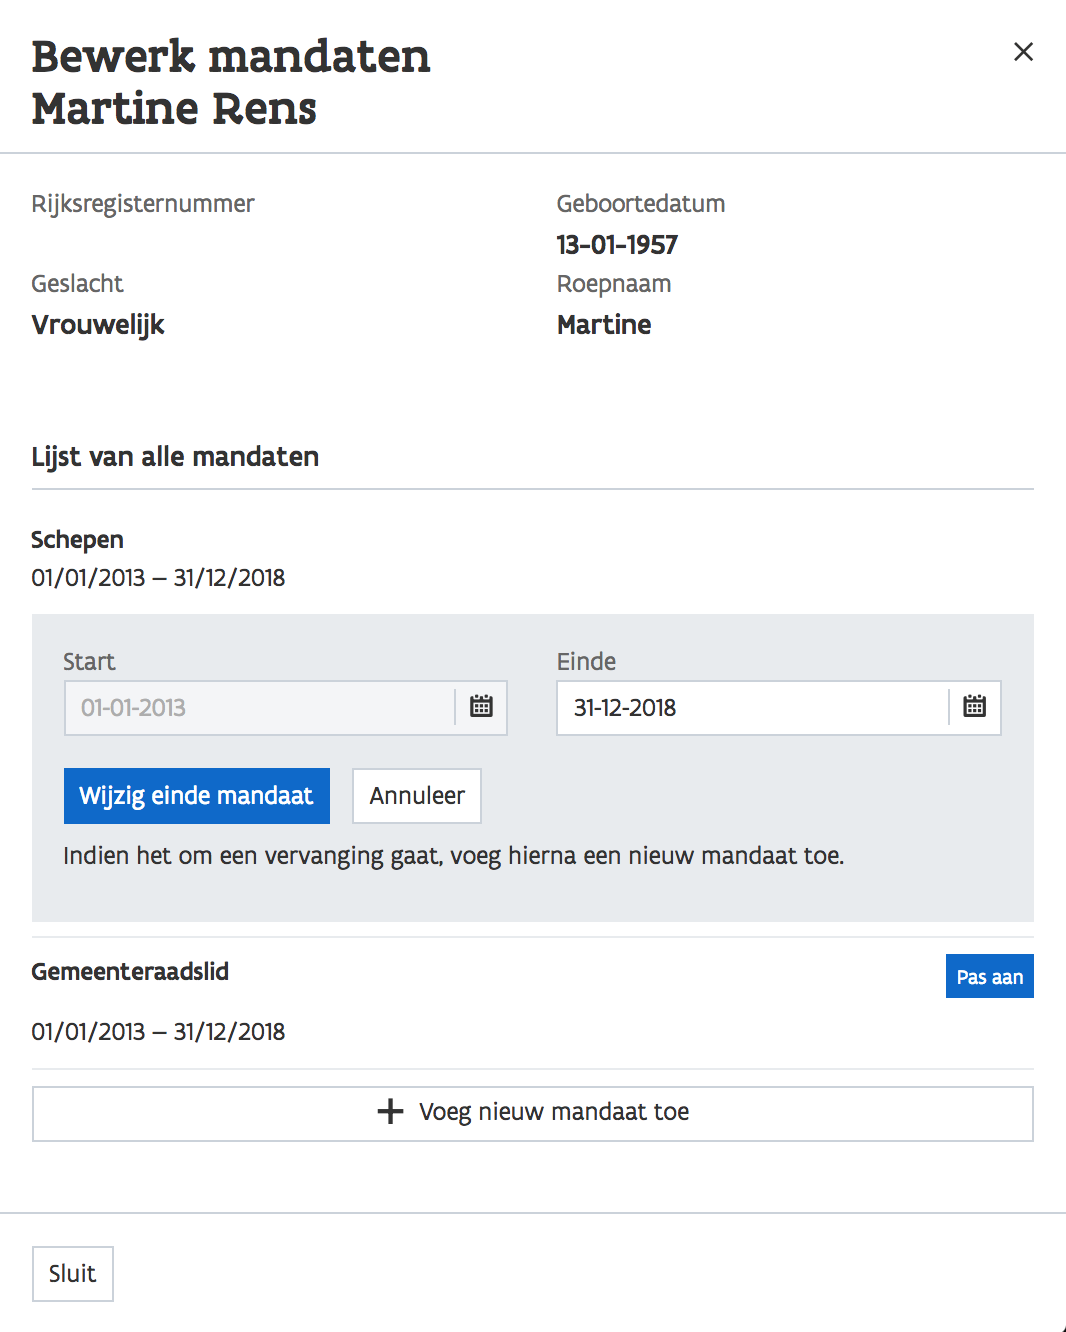 Bewerk mandaten
Martine Rens
Rijksregisternummer
Geboortedatum
13-01-1957
Geslacht
Vrouwelijk
Roepnaam
Martine
Lijst van alle mandaten
Schepen
01/01/2013 – 31/12/2018
Start
Einde
01-01-2013
31-12-2018
Wijzig einde mandaat
Annuleer
Indien het om een vervanging gaat, voeg hierna een nieuw mandaat toe.
Gemeenteraadslid
Pas aan
01/01/2013 – 31/12/2018
Voeg nieuw mandaat toe
Sluit